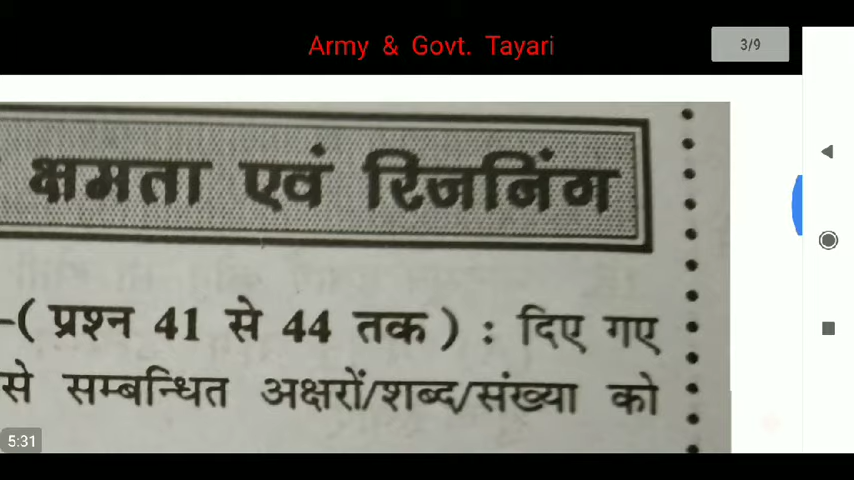 Army & Govt. Tayari
3/9
क्षमता एवं रिजनिंग
-( प्रश्न 41 से 44 तक ) : दिए गए
से सम्बन्धित अक्षरों/शब्द/संख्या को
5:31